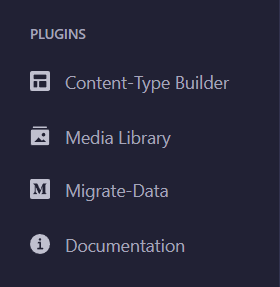 PLUGINS
Content-Type Builder
Media Library
M Migrate-Data
i Documentation